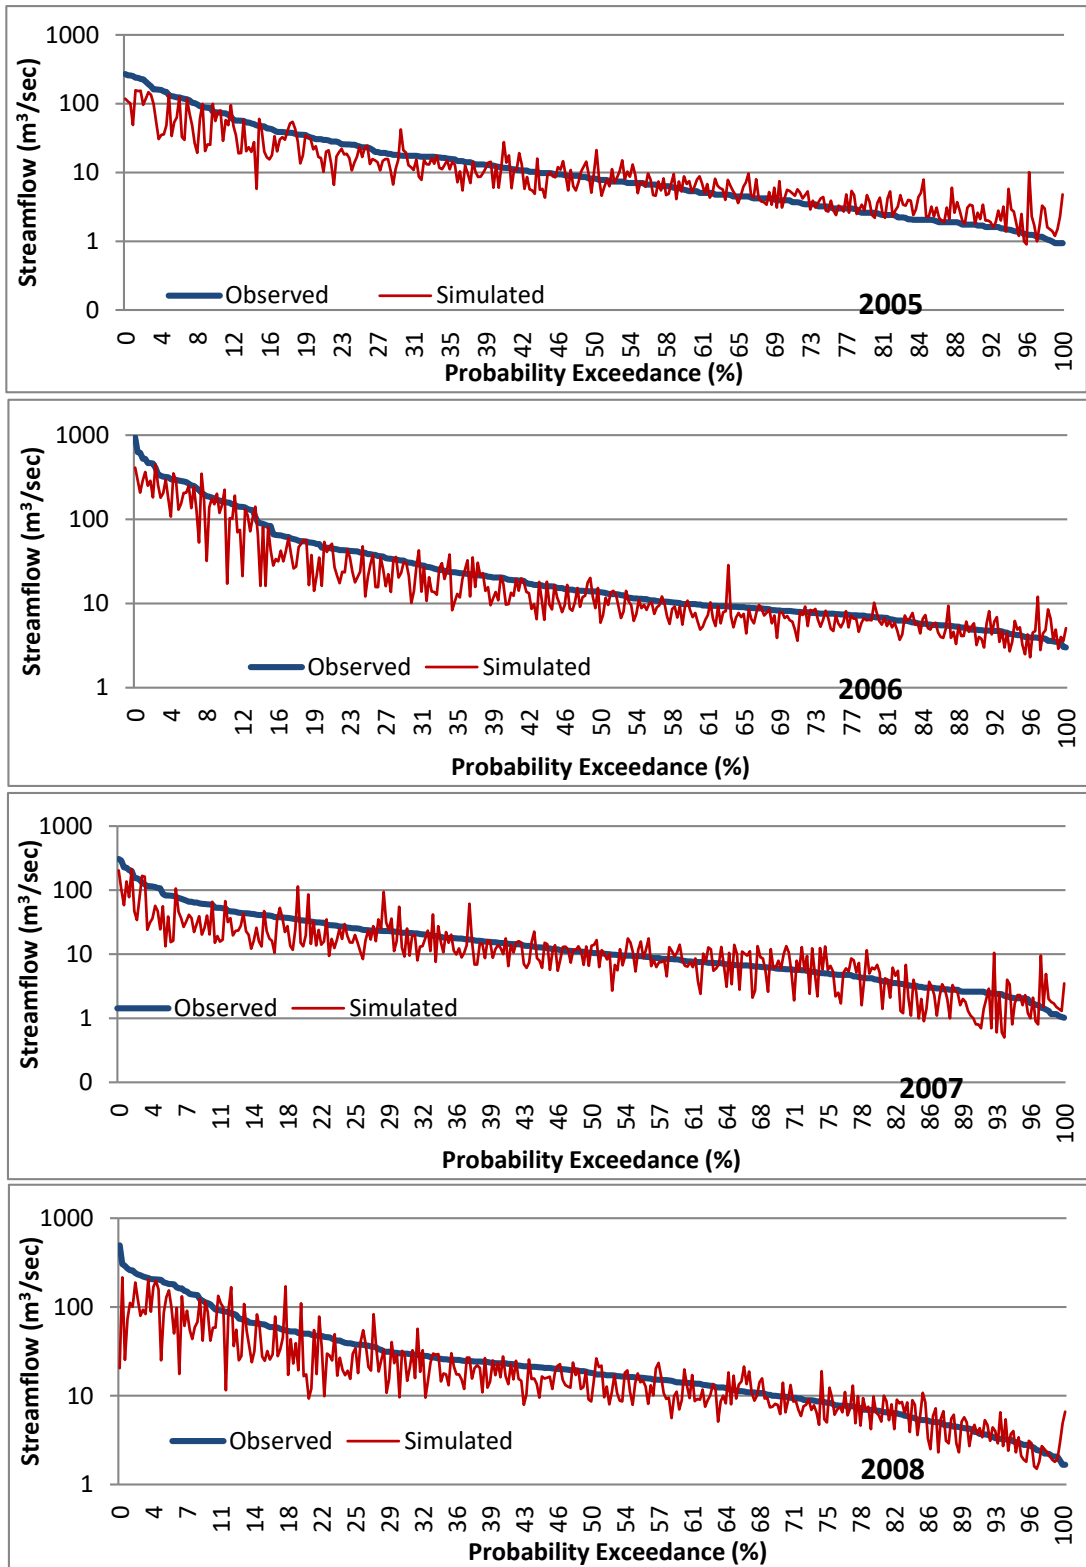 1000
100
10
1
0
Streamflow (m³/sec)
Observed Simulated
2005
0 4 8 12 16 19 23 27 31 35 39 42 46 50 54 58 61 65 69 73 77 81 84 88 92 96 100
Probability Exceedance (%)
1000
100
10
1
Streamflow (m³/sec)
Observed Simulated
2006
0 4 8 12 16 19 23 27 31 35 38 42 46 50 54 58 61 65 69 73 77 81 84 88 92 96 100
Probability Exceedance (%)
1000
100
10
1
0
Streamflow (m³/sec)
Observed Simulated
2007
0 4 7 11 14 18 22 25 29 32 36 39 43 46 50 54 57 61 64 68 71 75 78 82 86 89 93 96 100
Probability Exceedance (%)
1000
100
10
1
Streamflow (m³/sec)
Observed Simulated
2008
0 4 7 11 14 18 22 25 29 32 36 39 43 47 50 54 57 61 64 68 71 75 79 82 86 89 93 96 100
Probability Exceedance (%)